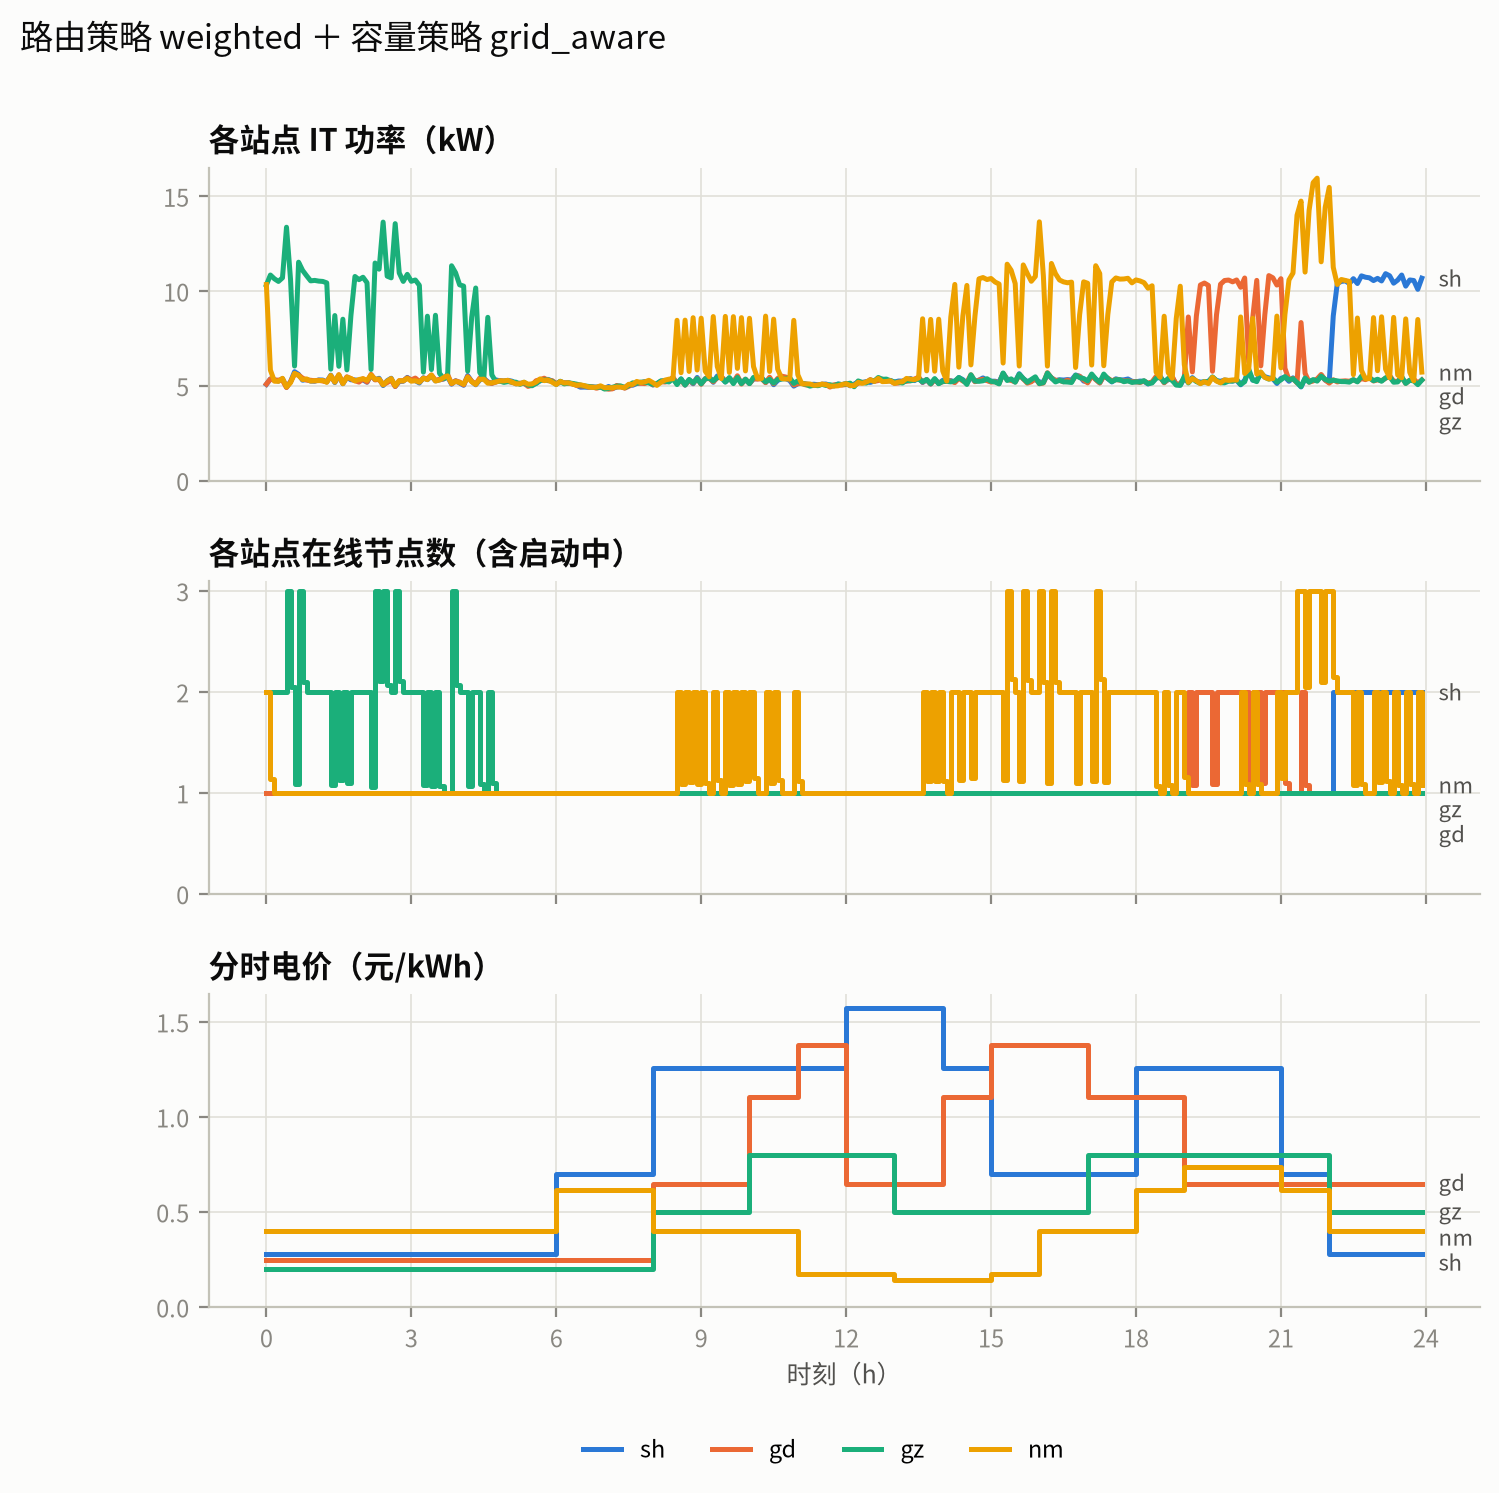 路由策略 weighted ＋ 容量策略 grid_aware
各站点 IT 功率（kW）
15
10
5
0
sh
nm
gd
gz
各站点在线节点数（含启动中）
3
2
1
0
sh
nm
gz
gd
分时电价（元/kWh）
1.5
1.0
0.5
0.0
gd
gz
nm
sh
0 3 6 9 12 15 18 21 24
时刻（h）
sh gd gz nm